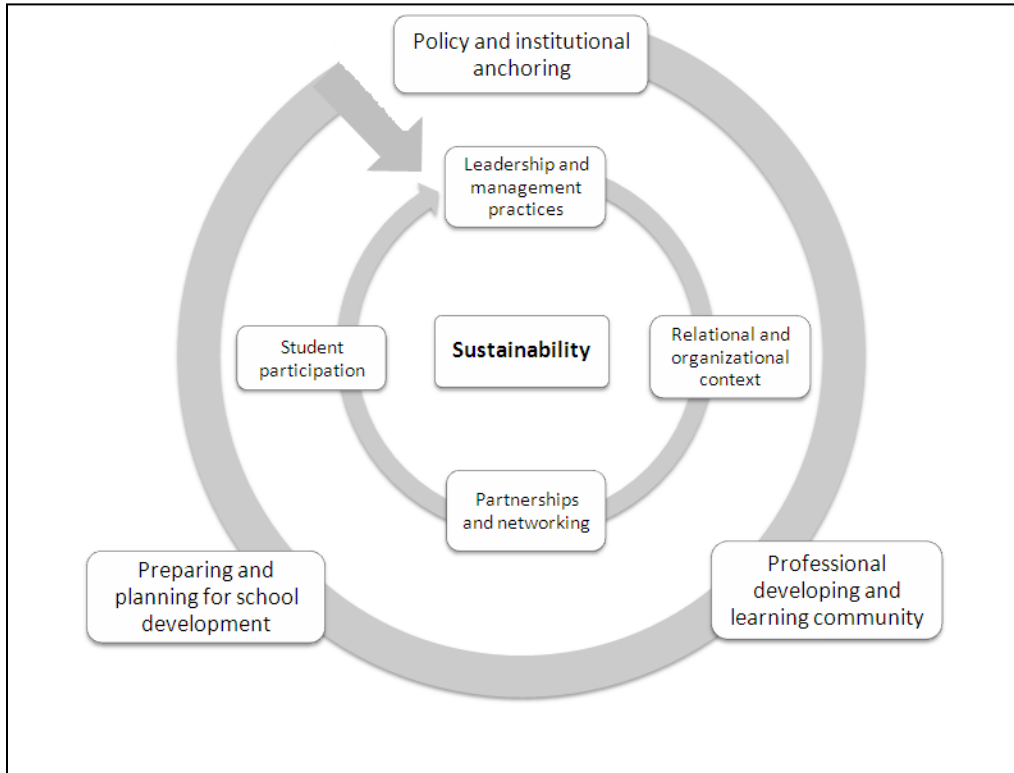 Policy and institutional
anchoring
Leadership and
management
practices
Student
participation
Sustainability
Relational and
organizational
context
Partnerships
and networking
Preparing and
planning for school
development
Professional
developing and
learning community